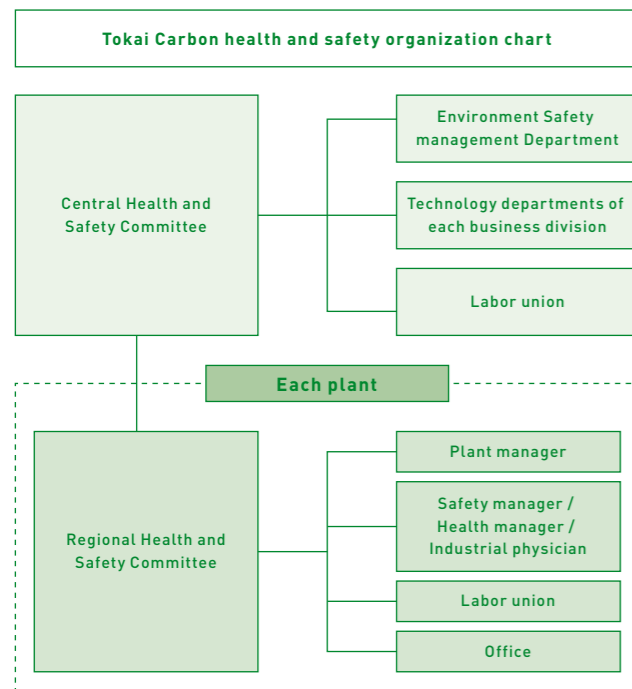 Tokai Carbon health and safety organization chart
Central Health and
Safety Committee
Environment Safety
management Department
Technology departments of
each business division
Labor union
Each plant
Regional Health and
Safety Committee
Plant manager
Safety manager /
Health manager /
Industrial physician
Labor union
Office